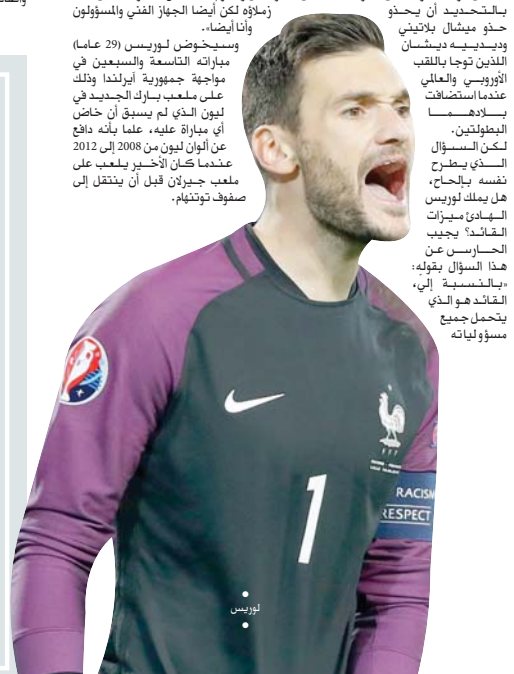 بالتحديد أن يحذو
حذو ميشال بلاتيني
وديدييه ديشان
اللذين توجا باللقب
الأوروبي والعالمي
عندما استضافت
بلادهما
البطولتين.
لكن السؤال
الذي يطرح
نفسه بإلحاح،
هل يملك لوريس
الهادئ ميزات
القائد؟ يجيب
الحارس عن
هذا السؤال بقوله:
«بالنسبة إلي،
القائد هو الذي
يتحمل جميع
مسؤولياته
زملاؤه لكن أيضا الجهاز الفني والمسؤولون
وأنا أيضا».
وسيخوض لوريس (29 عاما)
مباراته التاسعة والسبعين في
مواجهة جمهورية آيرلندا وذلك
على ملعب بارك الجديد في
ليون الذي لم يسبق أن خاض
أي مباراة عليه، علما بأنه دافع
عن ألوان ليون من 2008 إلى 2012
عندما كان الأخير يلعب على
ملعب جيرلان قبل أن ينتقل إلى
صفوف توتنهام.
FFF
1
RACISM
RESPECT
لوريس